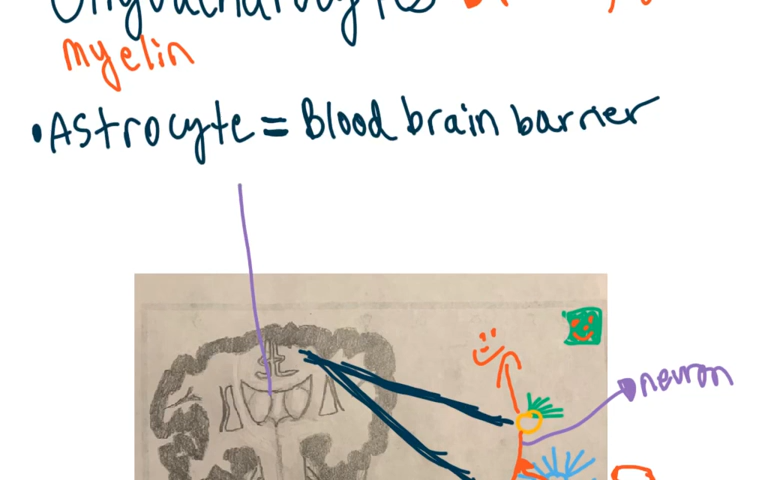 myelin
• Astrocyte = Blood brain barrier
neuron